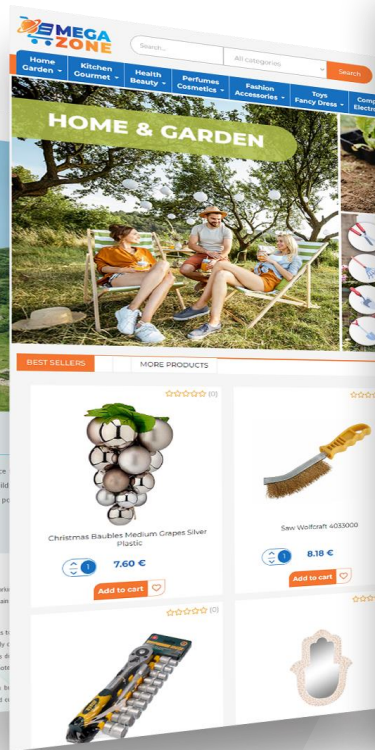 MEGA
ZONE
Search...
All categories
Search
Home
Garden
Kitchen
Gourmet
Health
Beauty
Perfumes
Cosmetics
Fashion
Accessories
Toys
Fancy Dress
HOME & GARDEN
BEST SELLERS
MORE PRODUCTS
(0)
Christmas Baubles Medium Grapes Silver
Plastic
1
7.60 €
Add to cart
Saw Wolfcraft 4033000
1
8.18 €
Add to cart
(0)